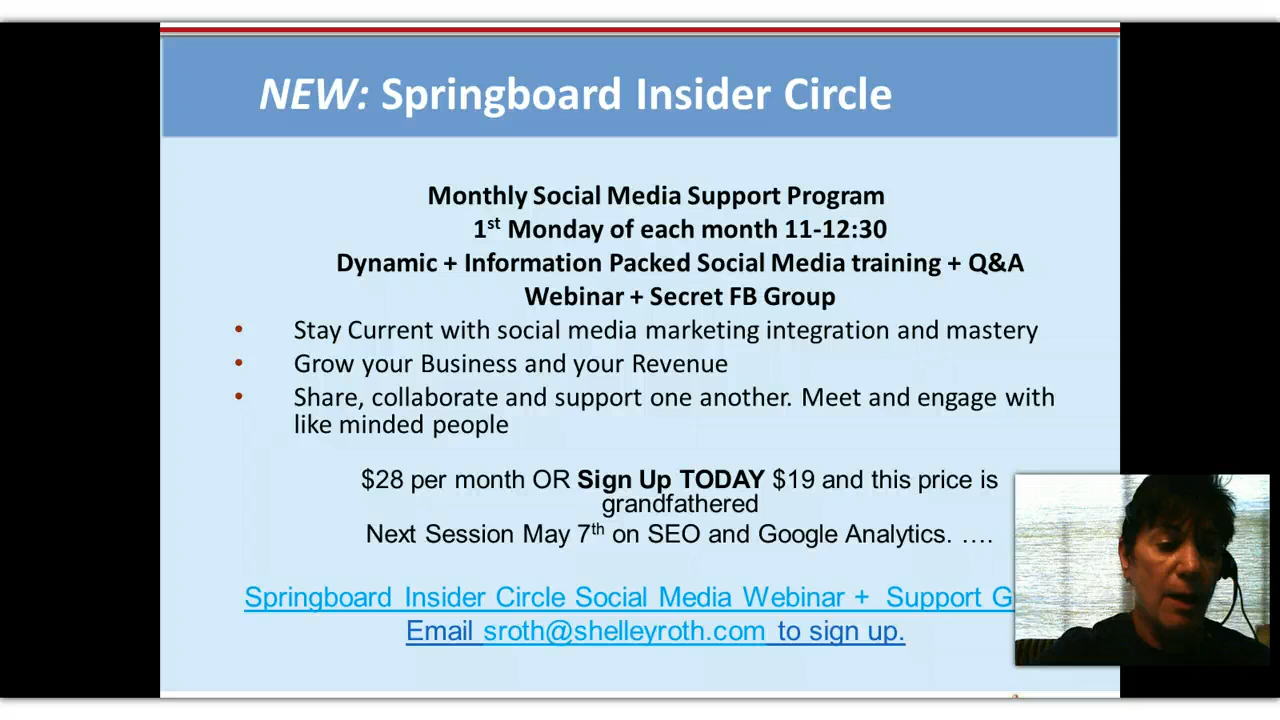 NEW: Springboard Insider Circle
Monthly Social Media Support Program
1st Monday of each month 11-12:30
Dynamic + Information Packed Social Media training + Q&A
Webinar + Secret FB Group
• Stay Current with social media marketing integration and mastery
• Grow your Business and your Revenue
• Share, collaborate and support one another. Meet and engage with
like minded people
$28 per month OR Sign Up TODAY $19 and this price is
grandfathered
Next Session May 7th on SEO and Google Analytics. ....
Springboard Insider Circle Social Media Webinar + Support
Email sroth@shelleyroth.com to sign up.